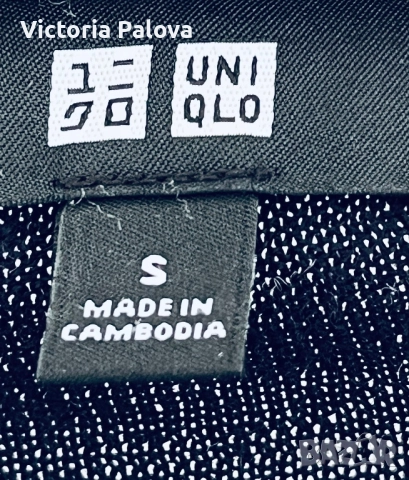 Victoria Palova
ユニ UNI
クロ QLO
S
MADE IN
CAMBODIA